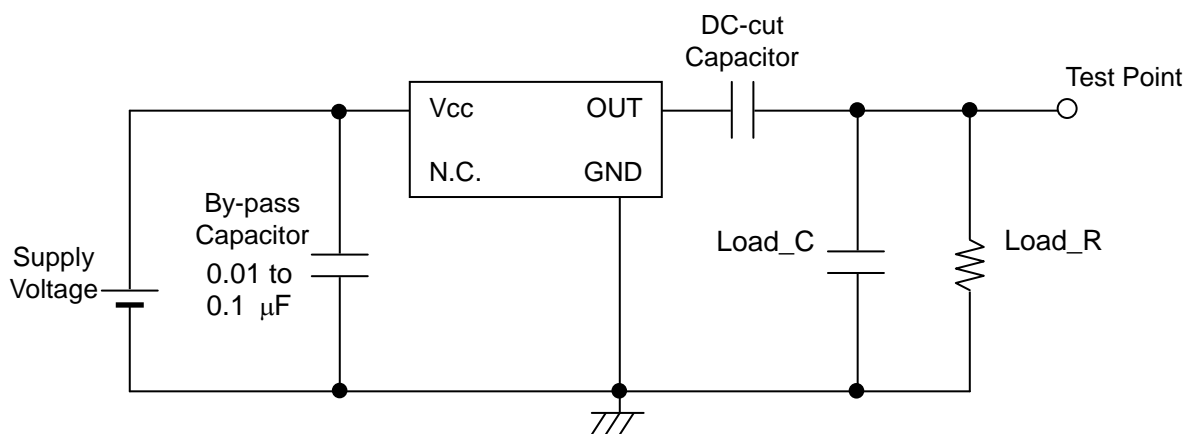 DC-cut
Capacitor
Test Point
Vcc
OUT
N.C.
GND
By-pass
Capacitor
0.01 to
0.1 μF
Supply
Voltage
Load_C
Load_R